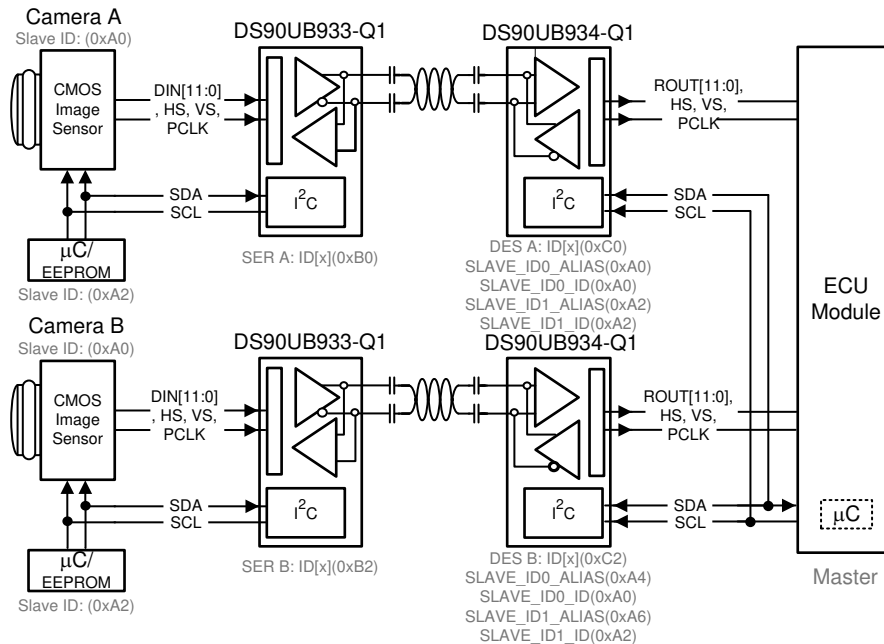 Camera A
Slave ID: (0xA0)
DS90UB933-Q1
DS90UB934-Q1
CMOS
Image
Sensor
DIN[11:0]
, HS, VS,
PCLK
ROUT[11:0],
HS, VS,
PCLK
SDA
SCL
I²C
I²C
SDA
SCL
µC/
EEPROM
Slave ID: (0xA2)
SER A: ID[x](0xB0)
DES A: ID[x](0xC0)
SLAVE_ID0_ALIAS(0xA0)
SLAVE_ID0_ID(0xA0)
SLAVE_ID1_ALIAS(0xA2)
SLAVE_ID1_ID(0xA2)
ECU
Module
Camera B
Slave ID: (0xA0)
DS90UB933-Q1
DS90UB934-Q1
CMOS
Image
Sensor
DIN[11:0]
, HS, VS,
PCLK
ROUT[11:0],
HS, VS,
PCLK
SDA
SCL
I²C
I²C
SDA
SCL
µC
µC/
EEPROM
Slave ID: (0xA2)
SER B: ID[x](0xB2)
DES B: ID[x](0xC2)
SLAVE_ID0_ALIAS(0xA4)
SLAVE_ID0_ID(0xA0)
SLAVE_ID1_ALIAS(0xA6)
SLAVE_ID1_ID(0xA2)
Master